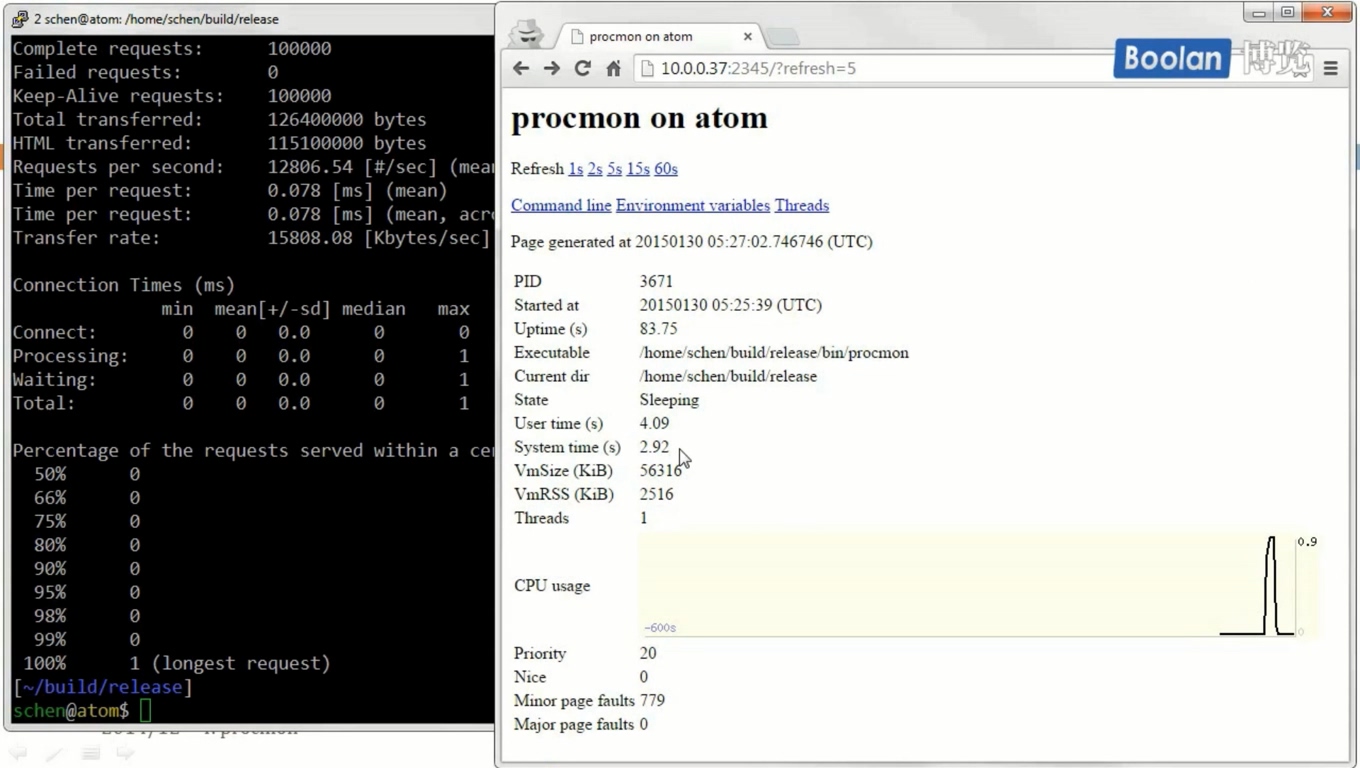 2 schen@atom: /home/schen/build/release
Complete requests: 100000
Failed requests: 0
Keep-Alive requests: 100000
Total transferred: 126400000 bytes
HTML transferred: 115100000 bytes
Requests per second: 12806.54 [#/sec] (mean
Time per request: 0.078 [ms] (mean)
Time per request: 0.078 [ms] (mean, acro
Transfer rate: 15808.08 [Kbytes/sec]
Connection Times (ms)
min mean[+/-sd] median max
Connect: 0 0 0.0 0 0
Processing: 0 0 0.0 0 1
Waiting: 0 0 0.0 0 1
Total: 0 0 0.0 0 1
Percentage of the requests served within a cer
50% 0
66% 0
75% 0
80% 0
90% 0
95% 0
98% 0
99% 0
100% 1 (longest request)
[~/build/release]
schen@atom$
procmon on atom
10.0.0.37:2345/?refresh=5
Boolan 博览
procmon on atom
Refresh 1s 2s 5s 15s 60s
Command line Environment variables Threads
Page generated at 20150130 05:27:02.746746 (UTC)
PID 3671
Started at 20150130 05:25:39 (UTC)
Uptime (s) 83.75
Executable /home/schen/build/release/bin/procmon
Current dir /home/schen/build/release
State Sleeping
User time (s) 4.09
System time (s) 2.92
VmSize (KiB) 56316
VmRSS (KiB) 2516
Threads 1
0.9
CPU usage
-600s 0
Priority 20
Nice 0
Minor page faults 779
Major page faults 0